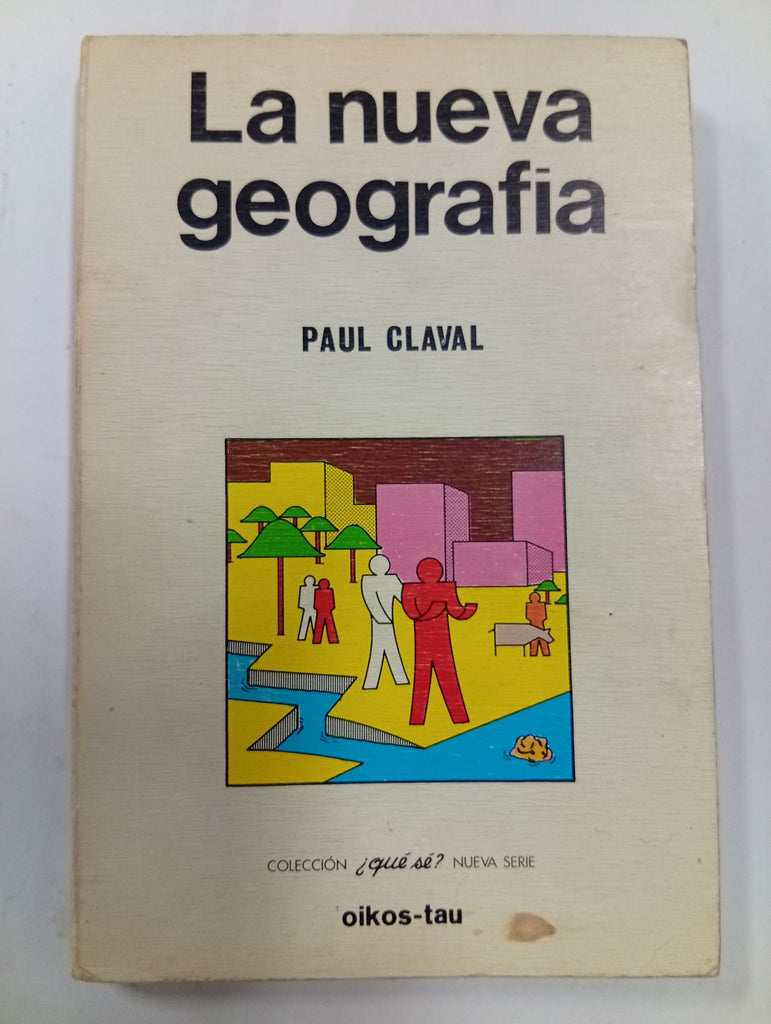 La nueva
geografía
PAUL CLAVAL
COLECCIÓN ¿qué sé? NUEVA SERIE
oikos-tau